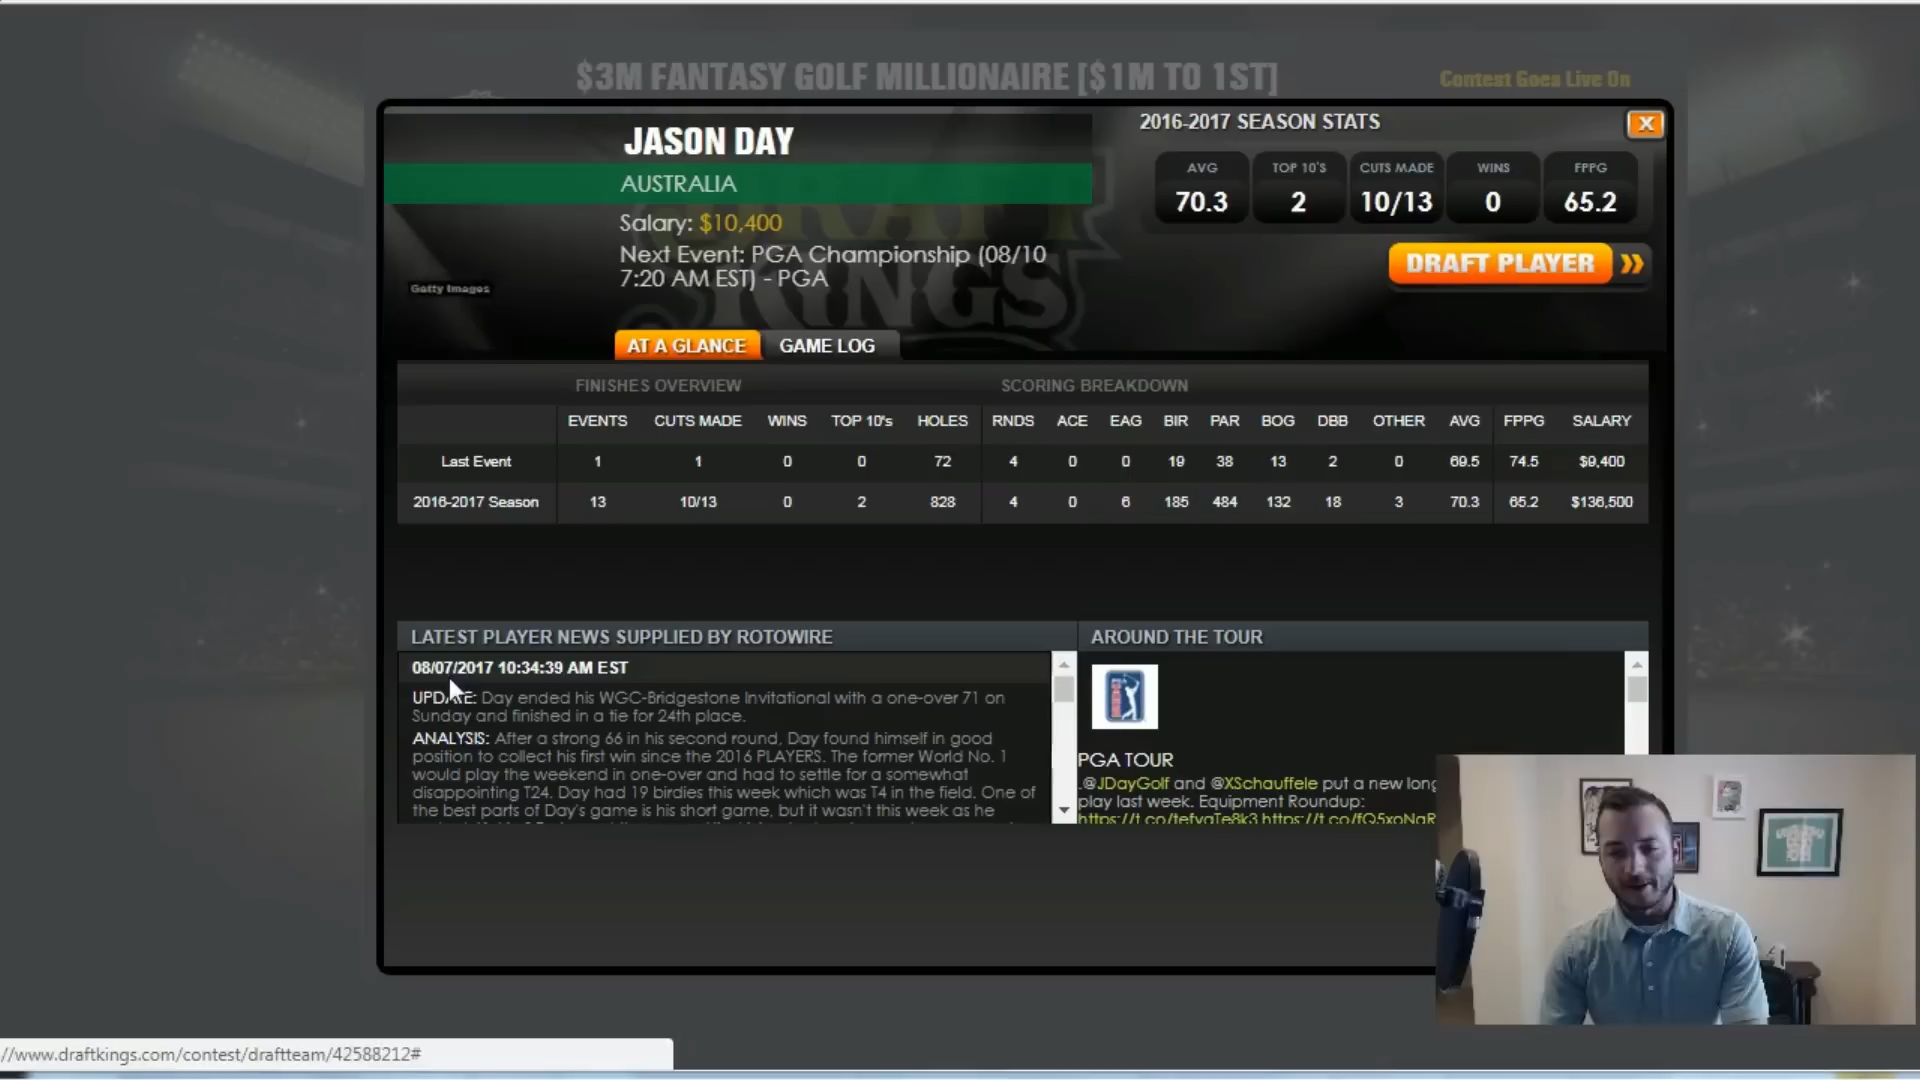 $3M FANTASY GOLF MILLIONAIRE [$1M TO 1ST]
Contest Goes Live On
JASON DAY
AUSTRALIA
Salary: $10,400
Next Event: PGA Championship (08/10
7:20 AM EST) - PGA
Getty Images
2016-2017 SEASON STATS
X
AVG TOP 10'S CUTS MADE WINS FPPG
70.3 2 10/13 0 65.2
DRAFT PLAYER
AT A GLANCE GAME LOG
FINISHES OVERVIEW SCORING BREAKDOWN
EVENTS CUTS MADE WINS TOP 10's HOLES RNDS ACE EAG BIR PAR BOG DBB OTHER AVG FPPG SALARY
Last Event 1 1 0 0 72 4 0 0 19 38 13 2 0 69.5 74.5 $9,400
2016-2017 Season 13 10/13 0 2 828 4 0 6 185 484 132 18 3 70.3 65.2 $136,500
LATEST PLAYER NEWS SUPPLIED BY ROTOWIRE
08/07/2017 10:34:39 AM EST
UPDATE: Day ended his WGC-Bridgestone Invitational with a one-over 71 on
Sunday and finished in a tie for 24th place.
ANALYSIS: After a strong 66 in his second round, Day found himself in good
position to collect his first win since the 2016 PLAYERS. The former World No. 1
would play the weekend in one-over and had to settle for a somewhat
disappointing T24. Day had 19 birdies this week which was T4 in the field. One of
the best parts of Day's game is his short game, but it wasn't this week as he
AROUND THE TOUR
PGA TOUR
.@JDayGolf and @XSchauffele put a new long
play last week. Equipment Roundup:
//www.draftkings.com/contest/draftteam/42588212#